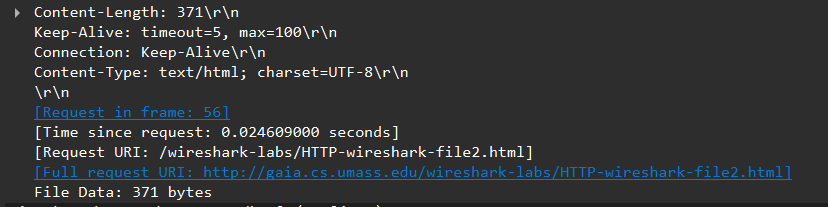 Content-Length: 371\r\n
Keep-Alive: timeout=5, max=100\r\n
Connection: Keep-Alive\r\n
Content-Type: text/html; charset=UTF-8\r\n
\r\n
[Request in frame: 56]
[Time since request: 0.024609000 seconds]
[Request URI: /wireshark-labs/HTTP-wireshark-file2.html]
[Full request URI: http://gaia.cs.umass.edu/wireshark-labs/HTTP-wireshark-file2.html]
File Data: 371 bytes